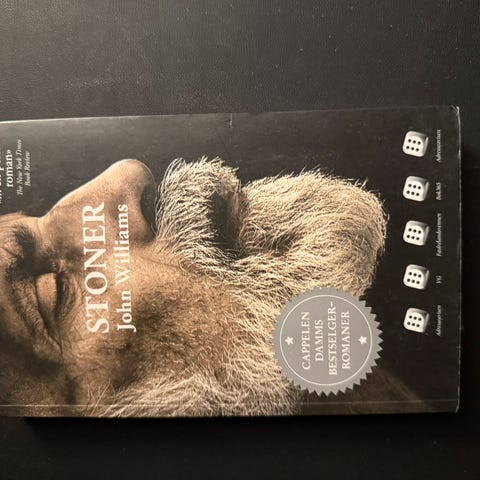 roman»
The New York Times
Book Review
STONER
John Williams
CAPPELEN
DAMMS
BESTSELGER-
ROMANER
Adresseavisen
VG
Fædrelandsvennen
Bok365
Adresseavisen